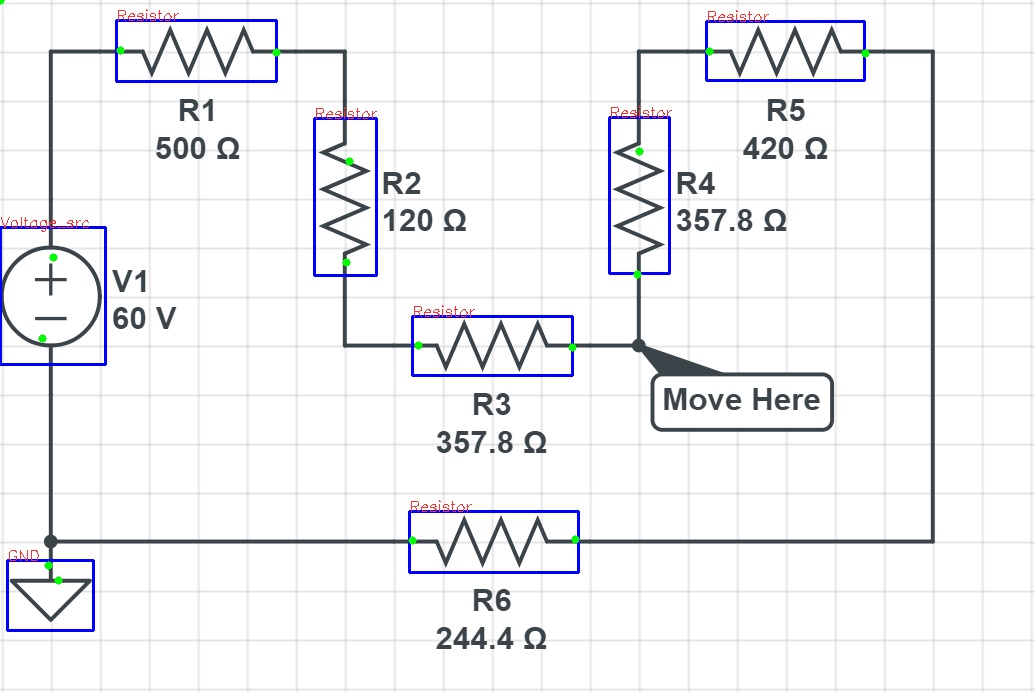 Resistor
R1
500 Ω
Resistor
R5
420 Ω
Resistor
R2
120 Ω
Resistor
R4
357.8 Ω
Voltage_src
V1
60 V
Resistor
R3
357.8 Ω
Move Here
Resistor
R6
244.4 Ω
GND